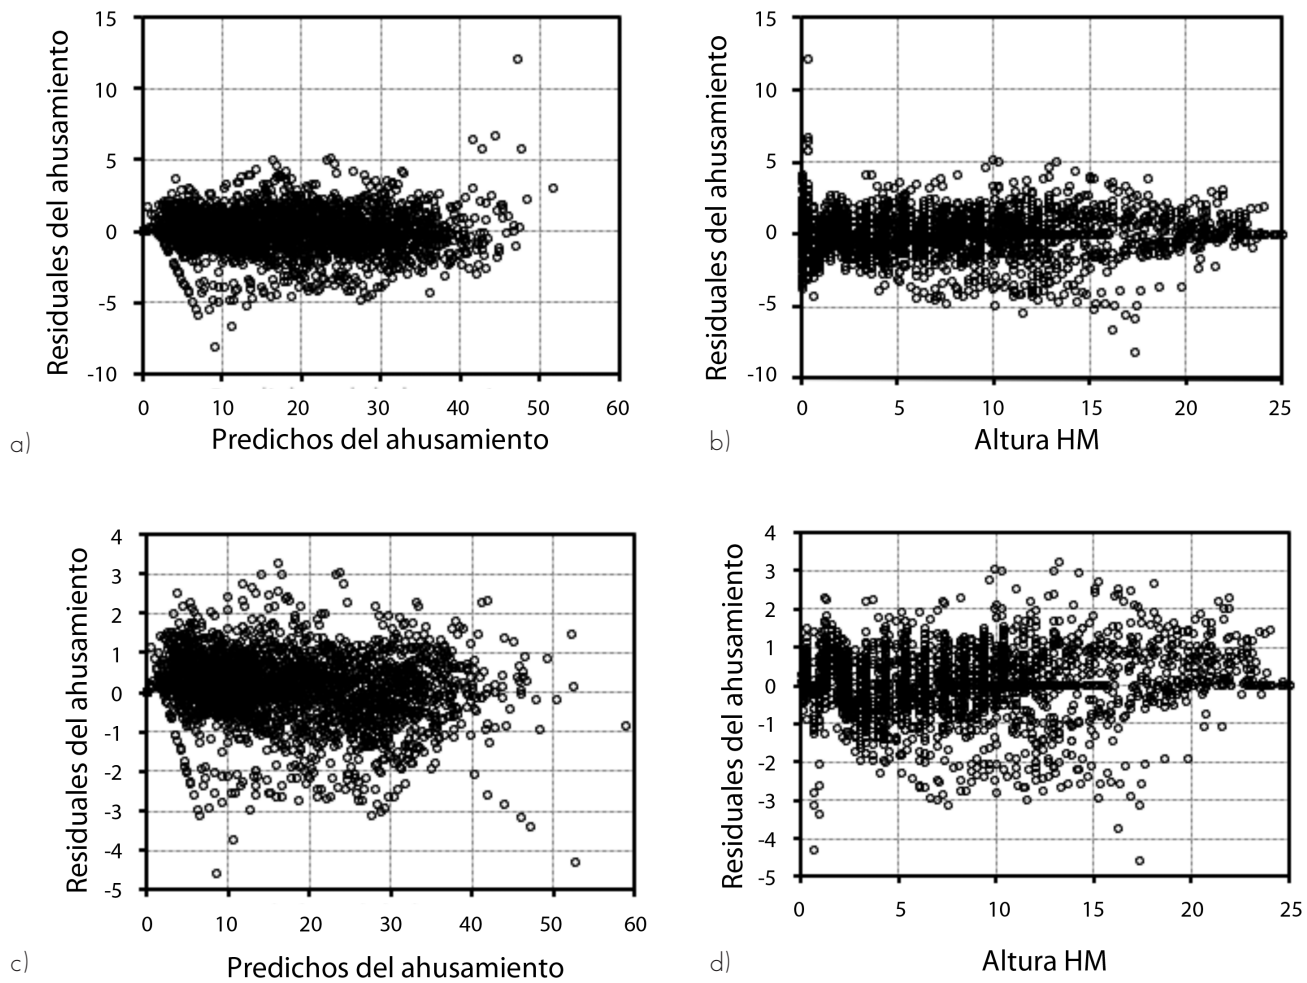 15
10
5
0
-5
-10
Residuales del ahusamiento
0 10 20 30 40 50 60
Predichos del ahusamiento
a)
15
10
5
0
-5
-10
Residuales del ahusamiento
0 5 10 15 20 25
Altura HM
b)
4
3
2
1
0
-1
-2
-3
-4
-5
Residuales del ahusamiento
0 10 20 30 40 50 60
Predichos del ahusamiento
c)
4
3
2
1
0
-1
-2
-3
-4
-5
Residuales del ahusamiento
0 5 10 15 20 25
Altura HM
d)